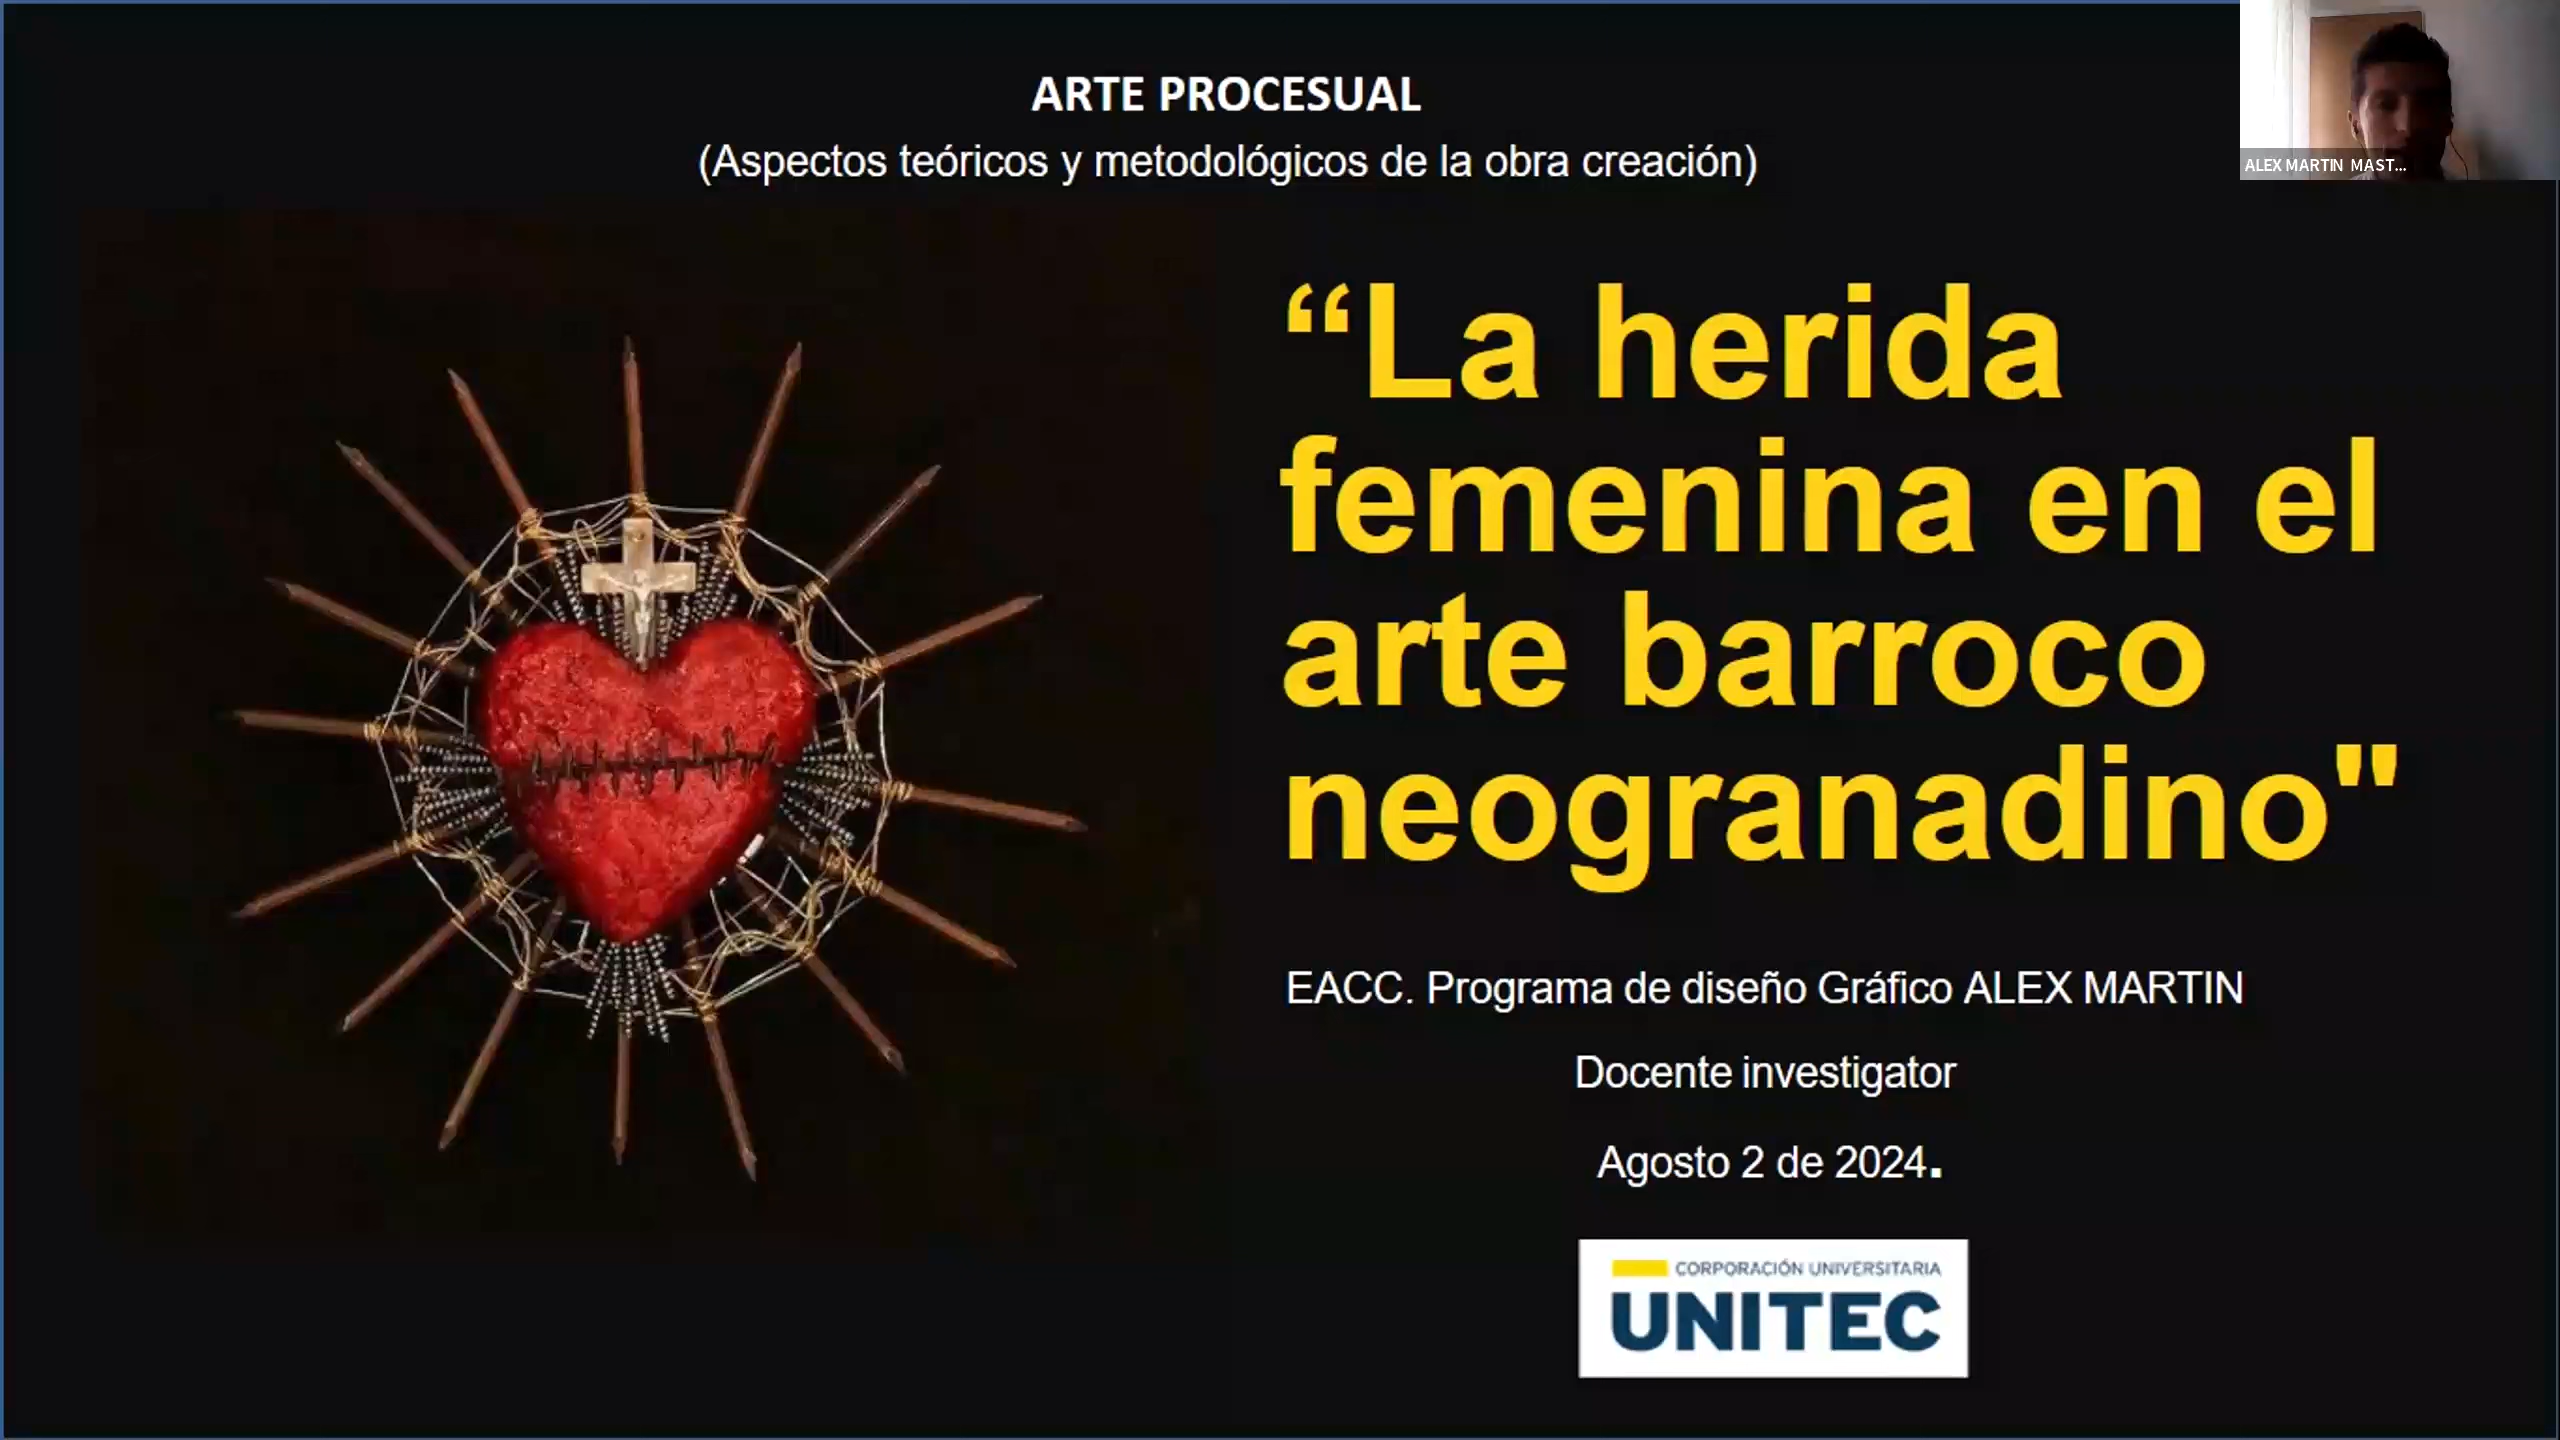 ARTE PROCESUAL
(Aspectos teóricos y metodológicos de la obra creación)
ALEX MARTIN MAST...
“La herida
femenina en el
arte barroco
neogranadino"
EACC. Programa de diseño Gráfico ALEX MARTIN
Docente investigator
Agosto 2 de 2024.
CORPORACIÓN UNIVERSITARIA
UNITEC